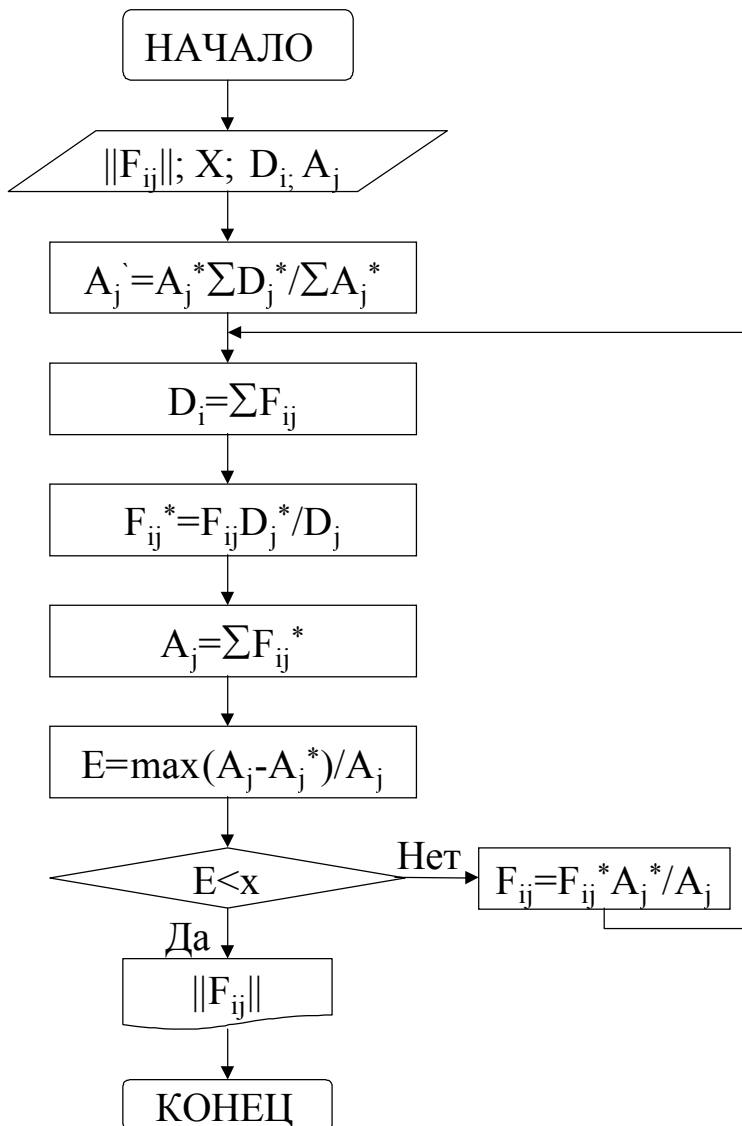 НАЧАЛО
||F_ij||; X; D_i; A_j
A_j`=A_j^*∑D_j^*/∑A_j^*
D_i=∑F_ij
F_ij^*=F_ijD_j^*/D_j
A_j=∑F_ij^*
E=max(A_j-A_j^*)/A_j
E<x
Нет
F_ij=F_ij^*A_j^*/A_j
Да
||F_ij||
КОНЕЦ